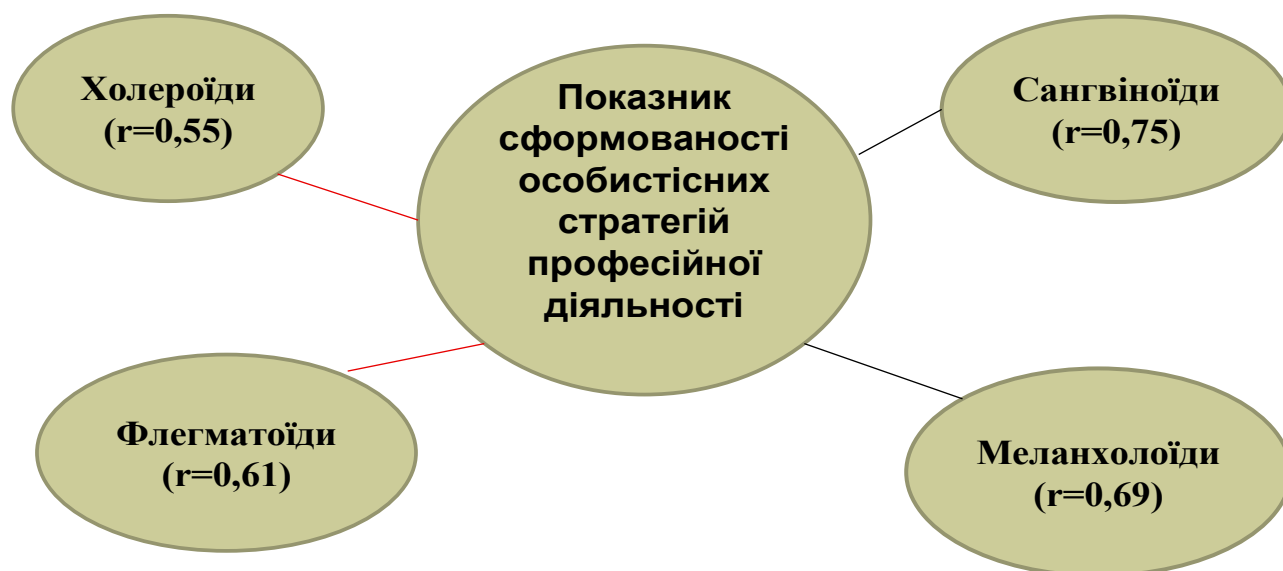 Холероїди
(r=0,55)
Показник
сформованості
особистісних
стратегій
професійної
діяльності
Сангвіноїди
(r=0,75)
Флегматоїди
(r=0,61)
Меланхолоїди
(r=0,69)